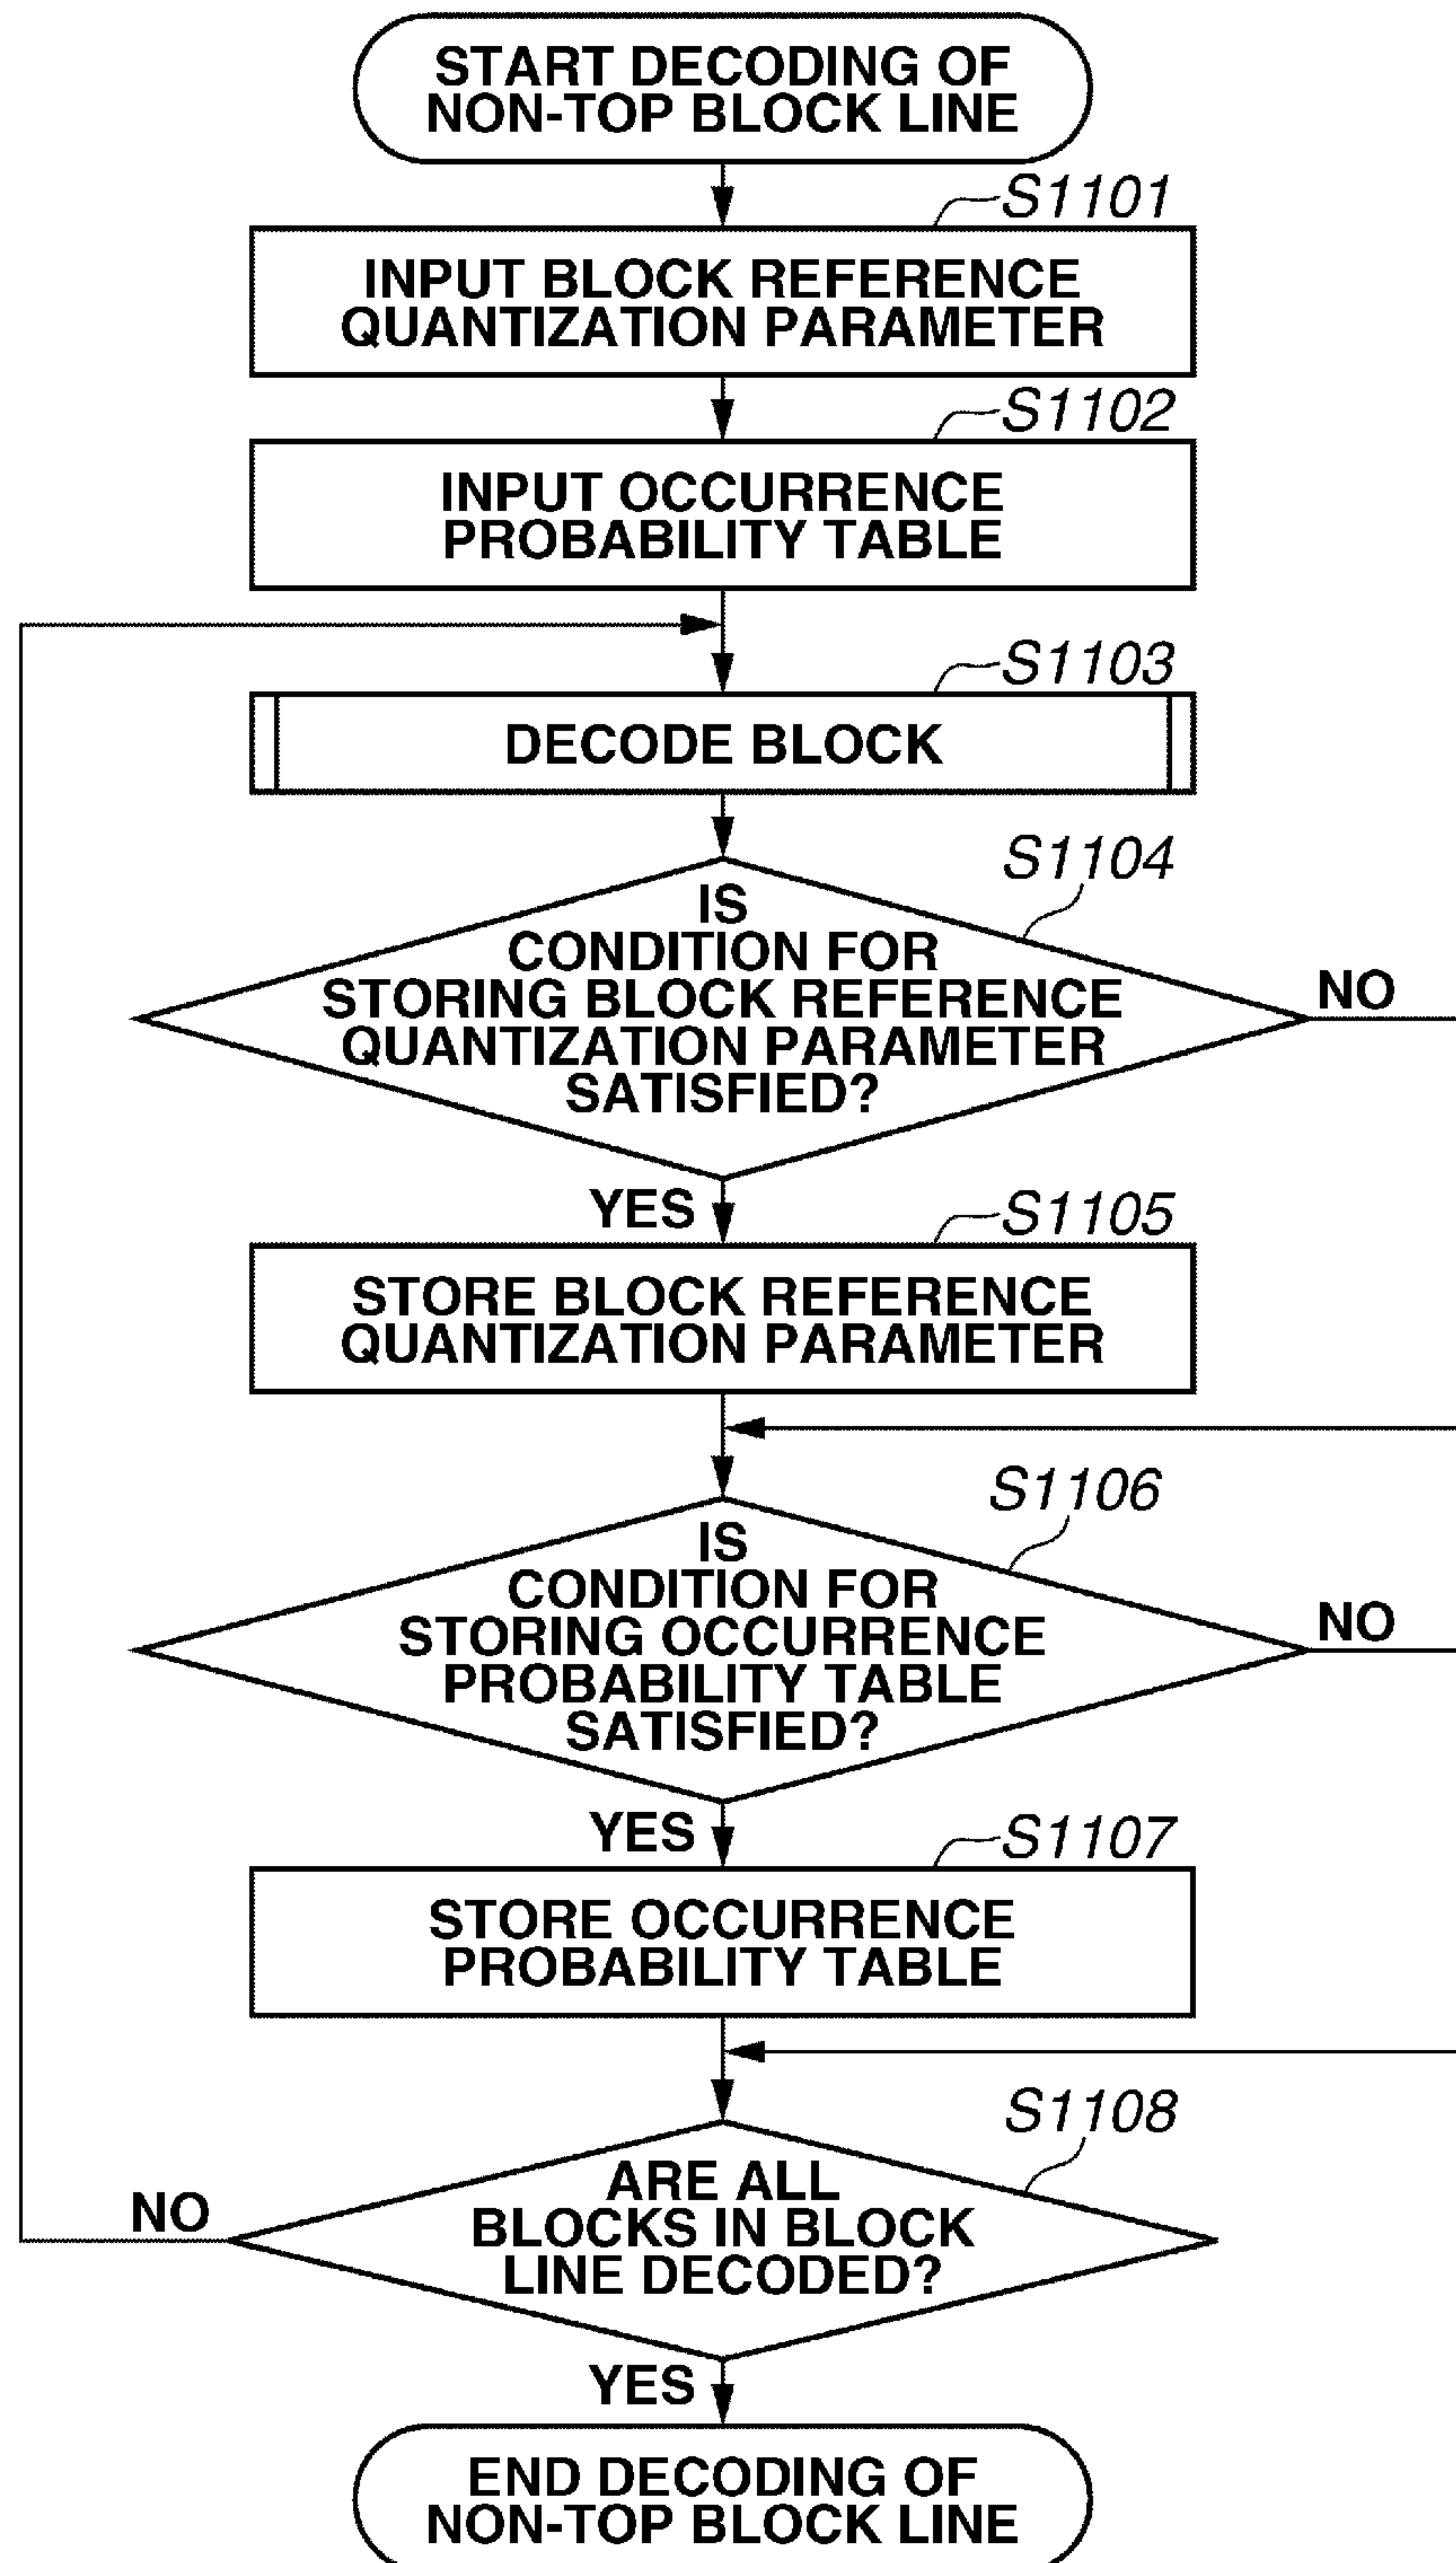 START DECODING OF
NON-TOP BLOCK LINE
S1101
INPUT BLOCK REFERENCE
QUANTIZATION PARAMETER
S1102
INPUT OCCURRENCE
PROBABILITY TABLE
S1103
DECODE BLOCK
S1104
IS
CONDITION FOR
STORING BLOCK REFERENCE
QUANTIZATION PARAMETER
SATISFIED?
NO
YES
S1105
STORE BLOCK REFERENCE
QUANTIZATION PARAMETER
S1106
IS
CONDITION FOR
STORING OCCURRENCE
PROBABILITY TABLE
SATISFIED?
NO
YES
S1107
STORE OCCURRENCE
PROBABILITY TABLE
S1108
ARE ALL
BLOCKS IN BLOCK
LINE DECODED?
NO
YES
END DECODING OF
NON-TOP BLOCK LINE